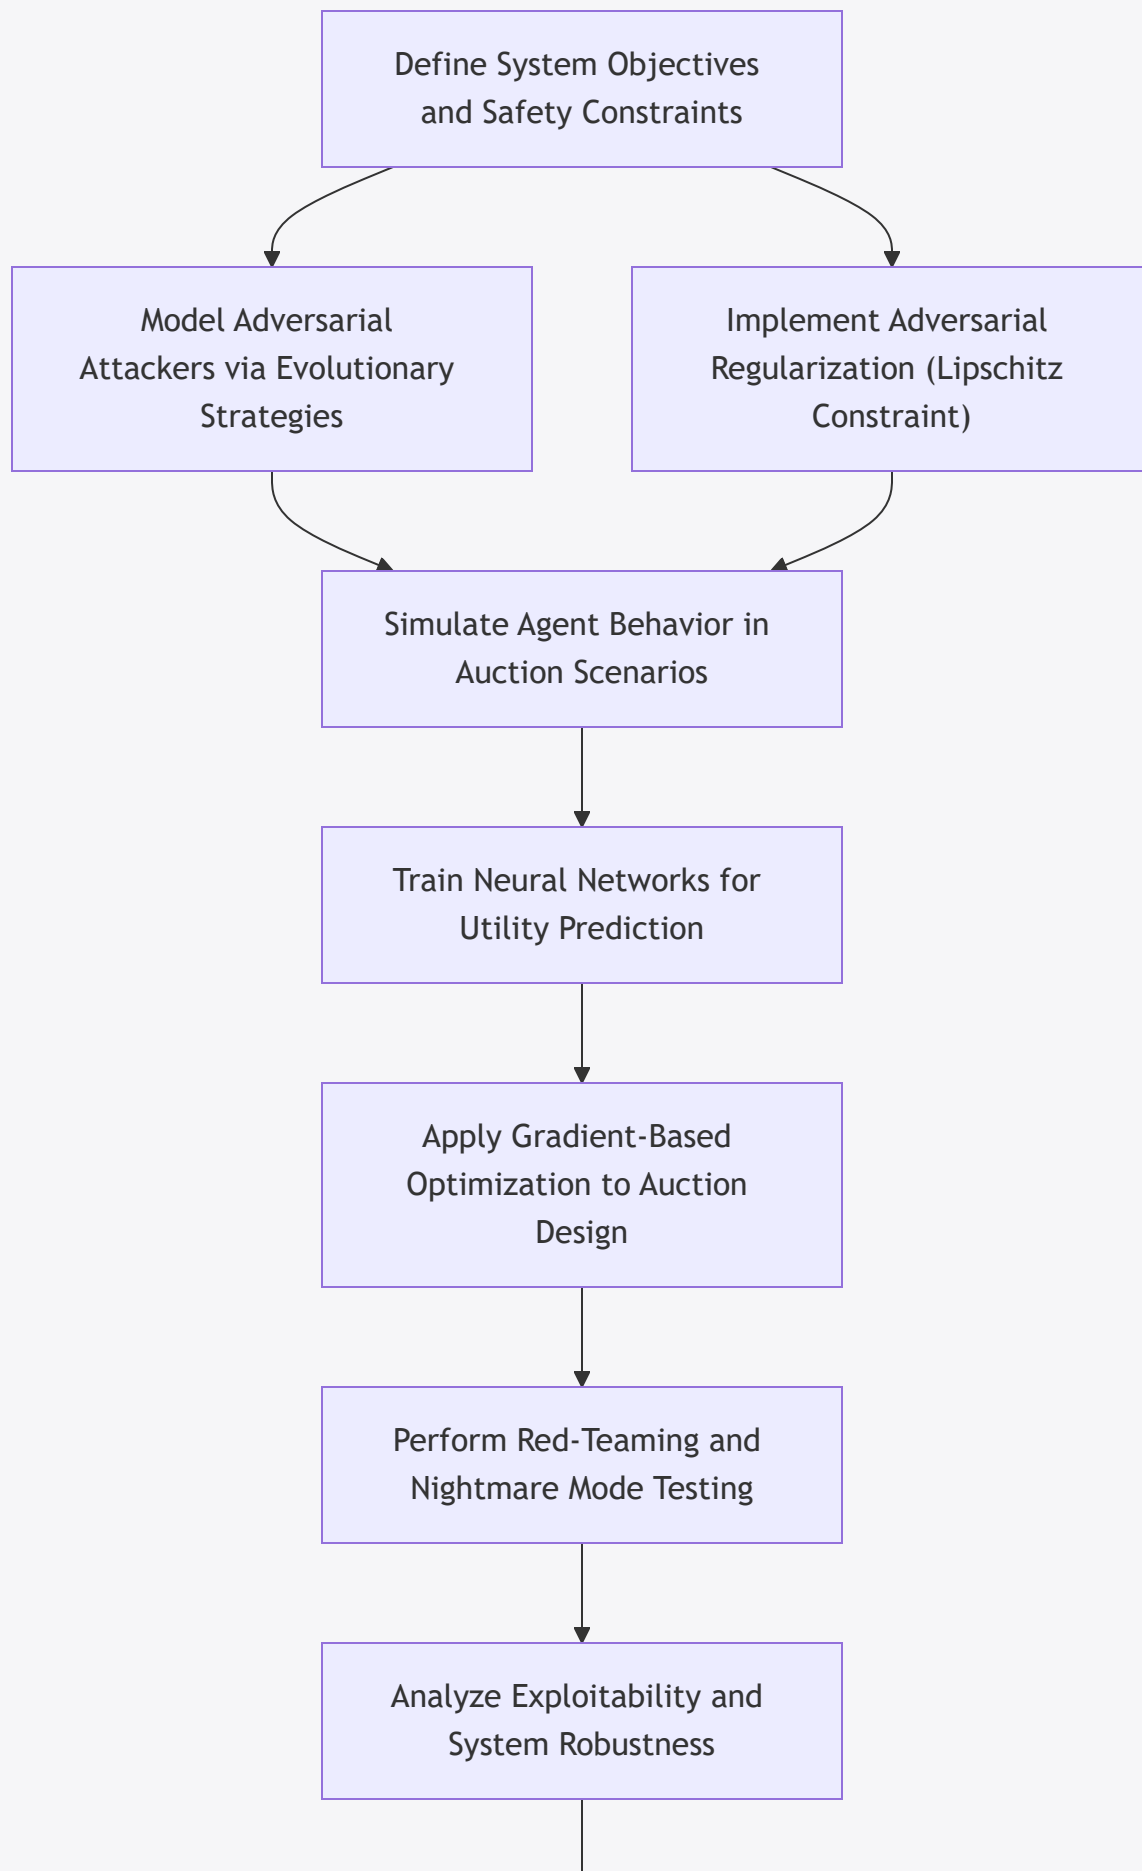 Define System Objectives
and Safety Constraints
Model Adversarial
Attackers via Evolutionary
Strategies
Implement Adversarial
Regularization (Lipschitz
Constraint)
Simulate Agent Behavior in
Auction Scenarios
Train Neural Networks for
Utility Prediction
Apply Gradient-Based
Optimization to Auction
Design
Perform Red-Teaming and
Nightmare Mode Testing
Analyze Exploitability and
System Robustness